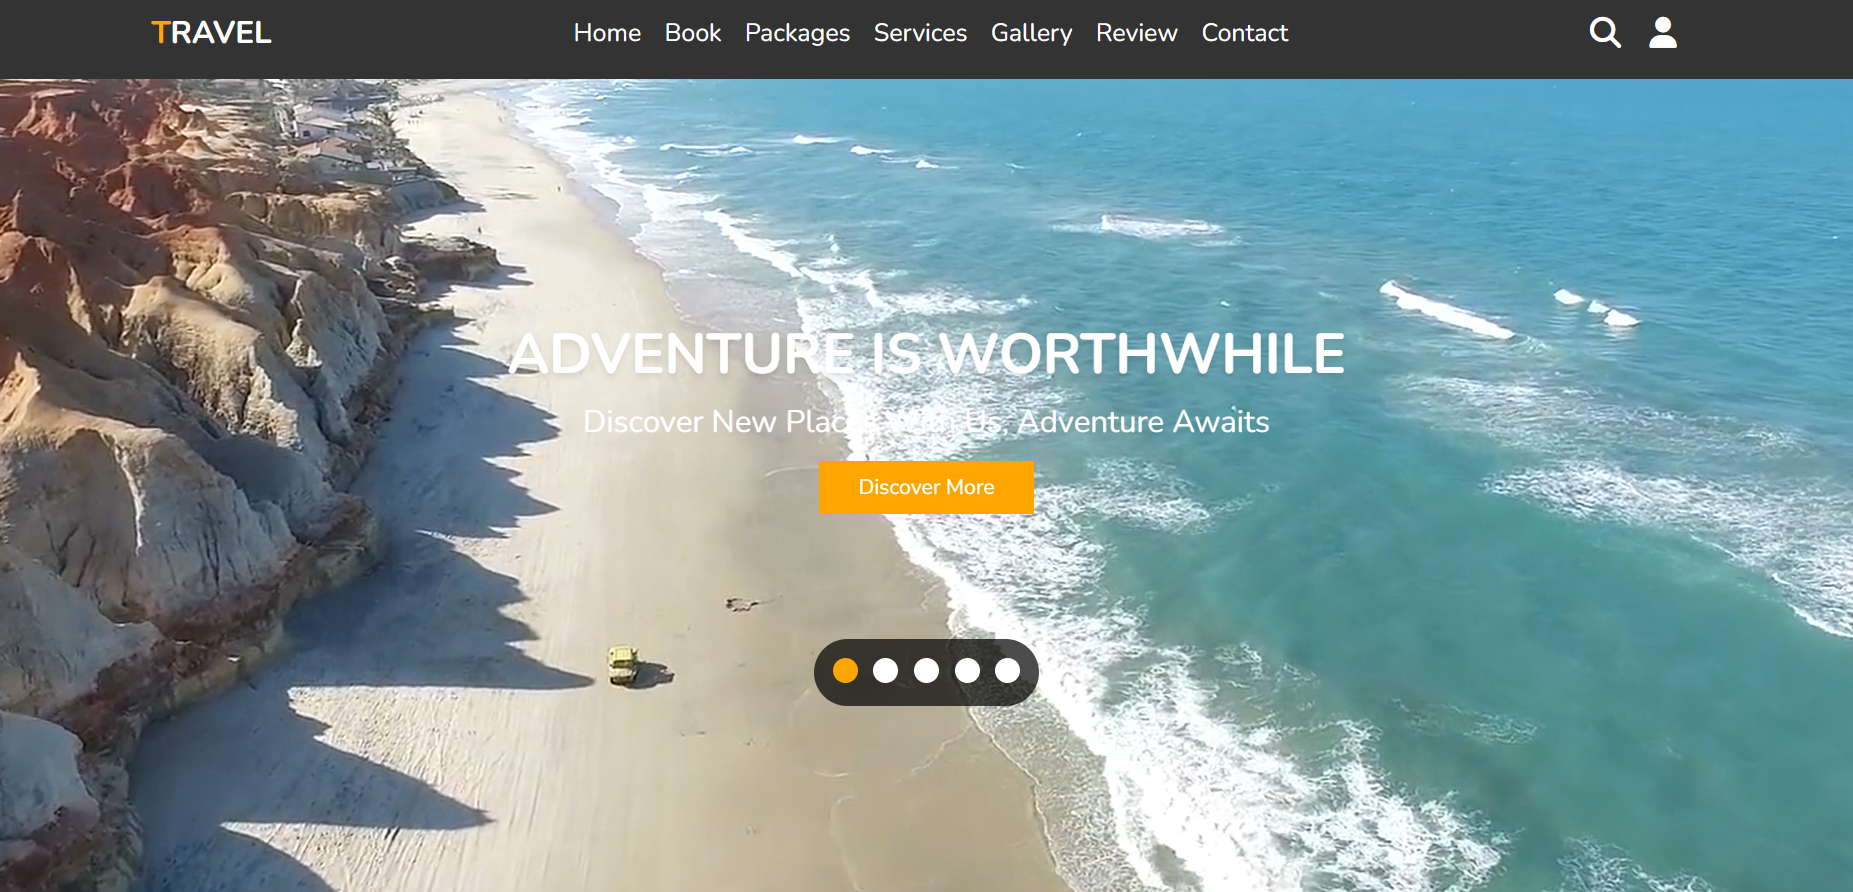 TRAVEL
Home Book Packages Services Gallery Review Contact
ADVENTURE IS WORTHWHILE
Discover New Places With Us, Adventure Awaits
Discover More